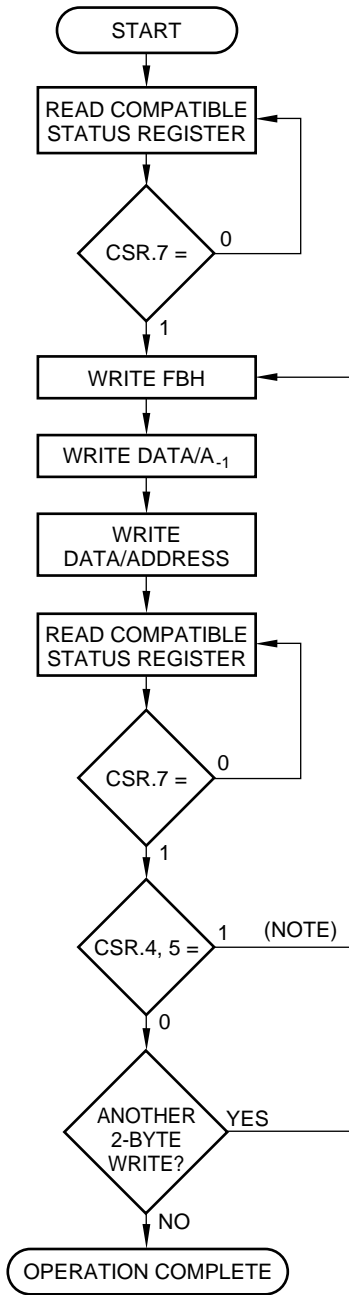 START
READ COMPATIBLE
STATUS REGISTER
CSR.7 =
0
1
WRITE FBH
WRITE DATA/A-1
WRITE
DATA/ADDRESS
READ COMPATIBLE
STATUS REGISTER
CSR.7 =
0
1
CSR.4, 5 =
1
(NOTE)
0
ANOTHER
2-BYTE
WRITE?
YES
NO
OPERATION COMPLETE